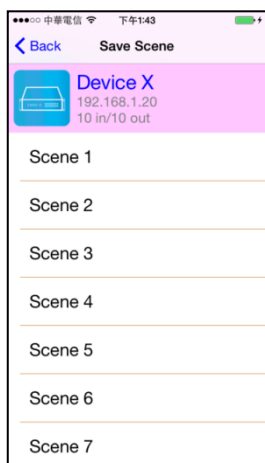 中華電信 下午1:43
Back Save Scene
Device X
192.168.1.20
10 in/10 out
Scene 1
Scene 2
Scene 3
Scene 4
Scene 5
Scene 6
Scene 7